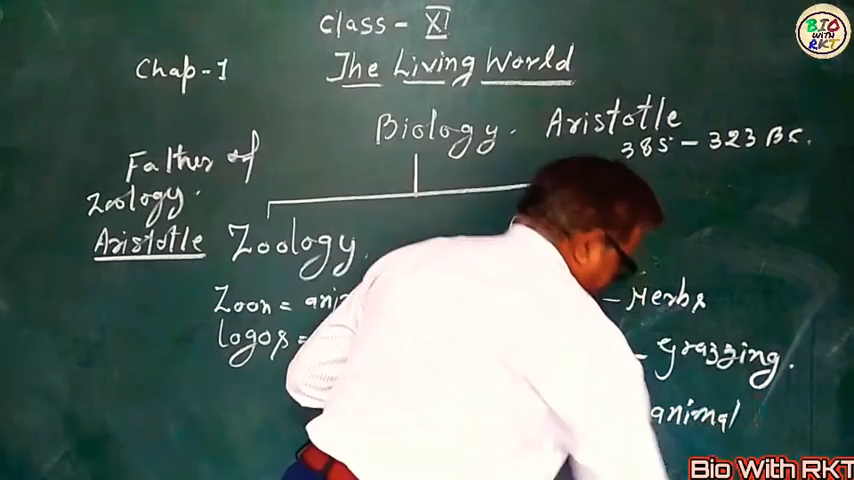 Class - XI
Chap-1
The Living World
Biology.
Aristotle
385 - 323 BC.
Father of
Zoology.
Aristotle
Zoology.
Zoon =
Logos =
- Herbs
- Grazzing.
animal
BIO
WITH
RKT
Bio With RKT